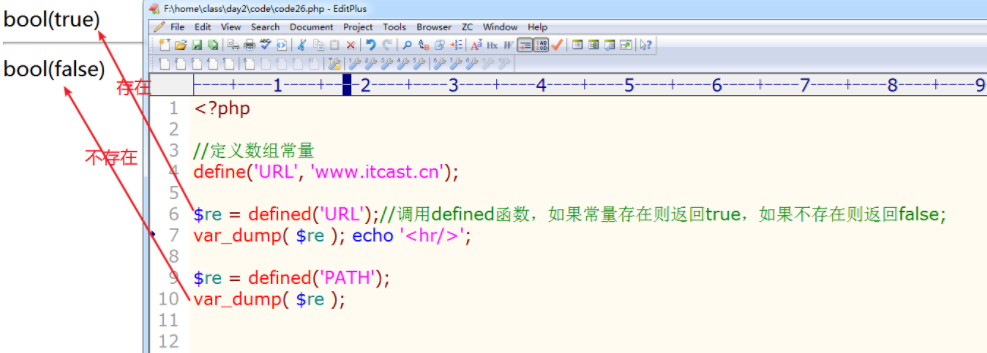 bool(true)
bool(false)
存在
不存在
F:\home\class\day2\code\code26.php - EditPlus
File Edit View Search Document Project Tools Browser ZC Window Help
----+----1----+----2----+----3----+----4----+----5----+----6----+----7----+----8----+----9
1 <?php
2
3 //定义数组常量
4 define('URL', 'www.itcast.cn');
5
6 $re = defined('URL');//调用defined函数，如果常量存在则返回true，如果不存在则返回false;
7 var_dump( $re ); echo '<hr/>';
8
9 $re = defined('PATH');
10 var_dump( $re );
11
12